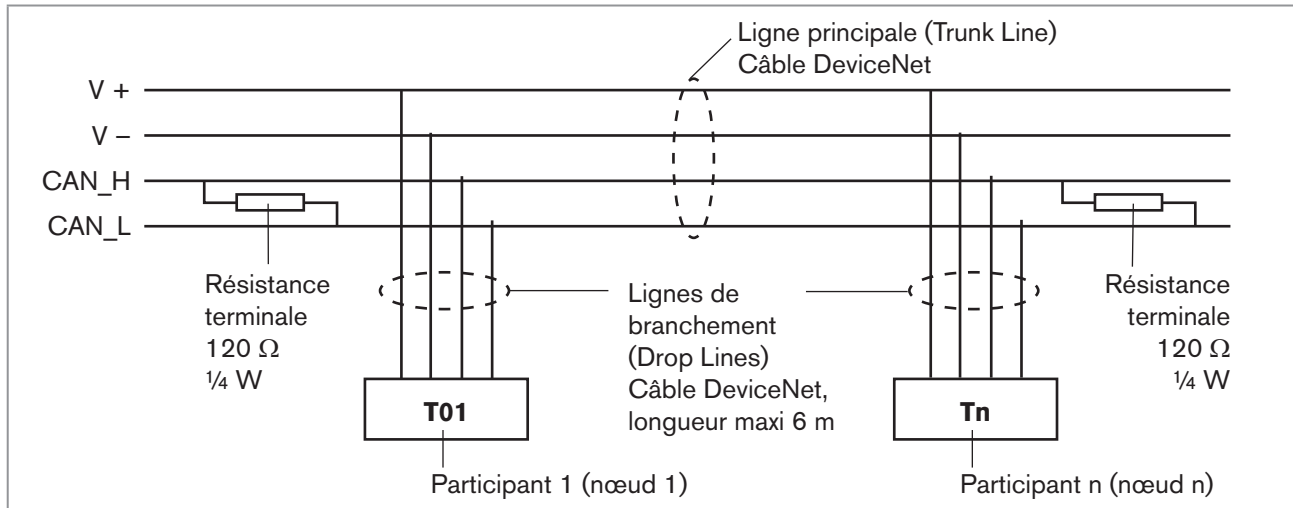 Ligne principale (Trunk Line)
Câble DeviceNet
V +
V –
CAN_H
CAN_L
Résistance
terminale
120 Ω
¼ W
Lignes de
branchement
(Drop Lines)
Câble DeviceNet,
longueur maxi 6 m
Résistance
terminale
120 Ω
¼ W
T01
Tn
Participant 1 (nœud 1)
Participant n (nœud n)